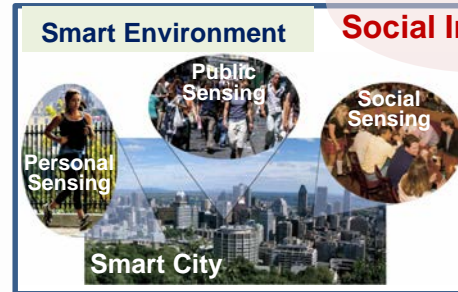 Smart Environment
Social
Public
Sensing
Social
Sensing
Personal
Sensing
Smart City